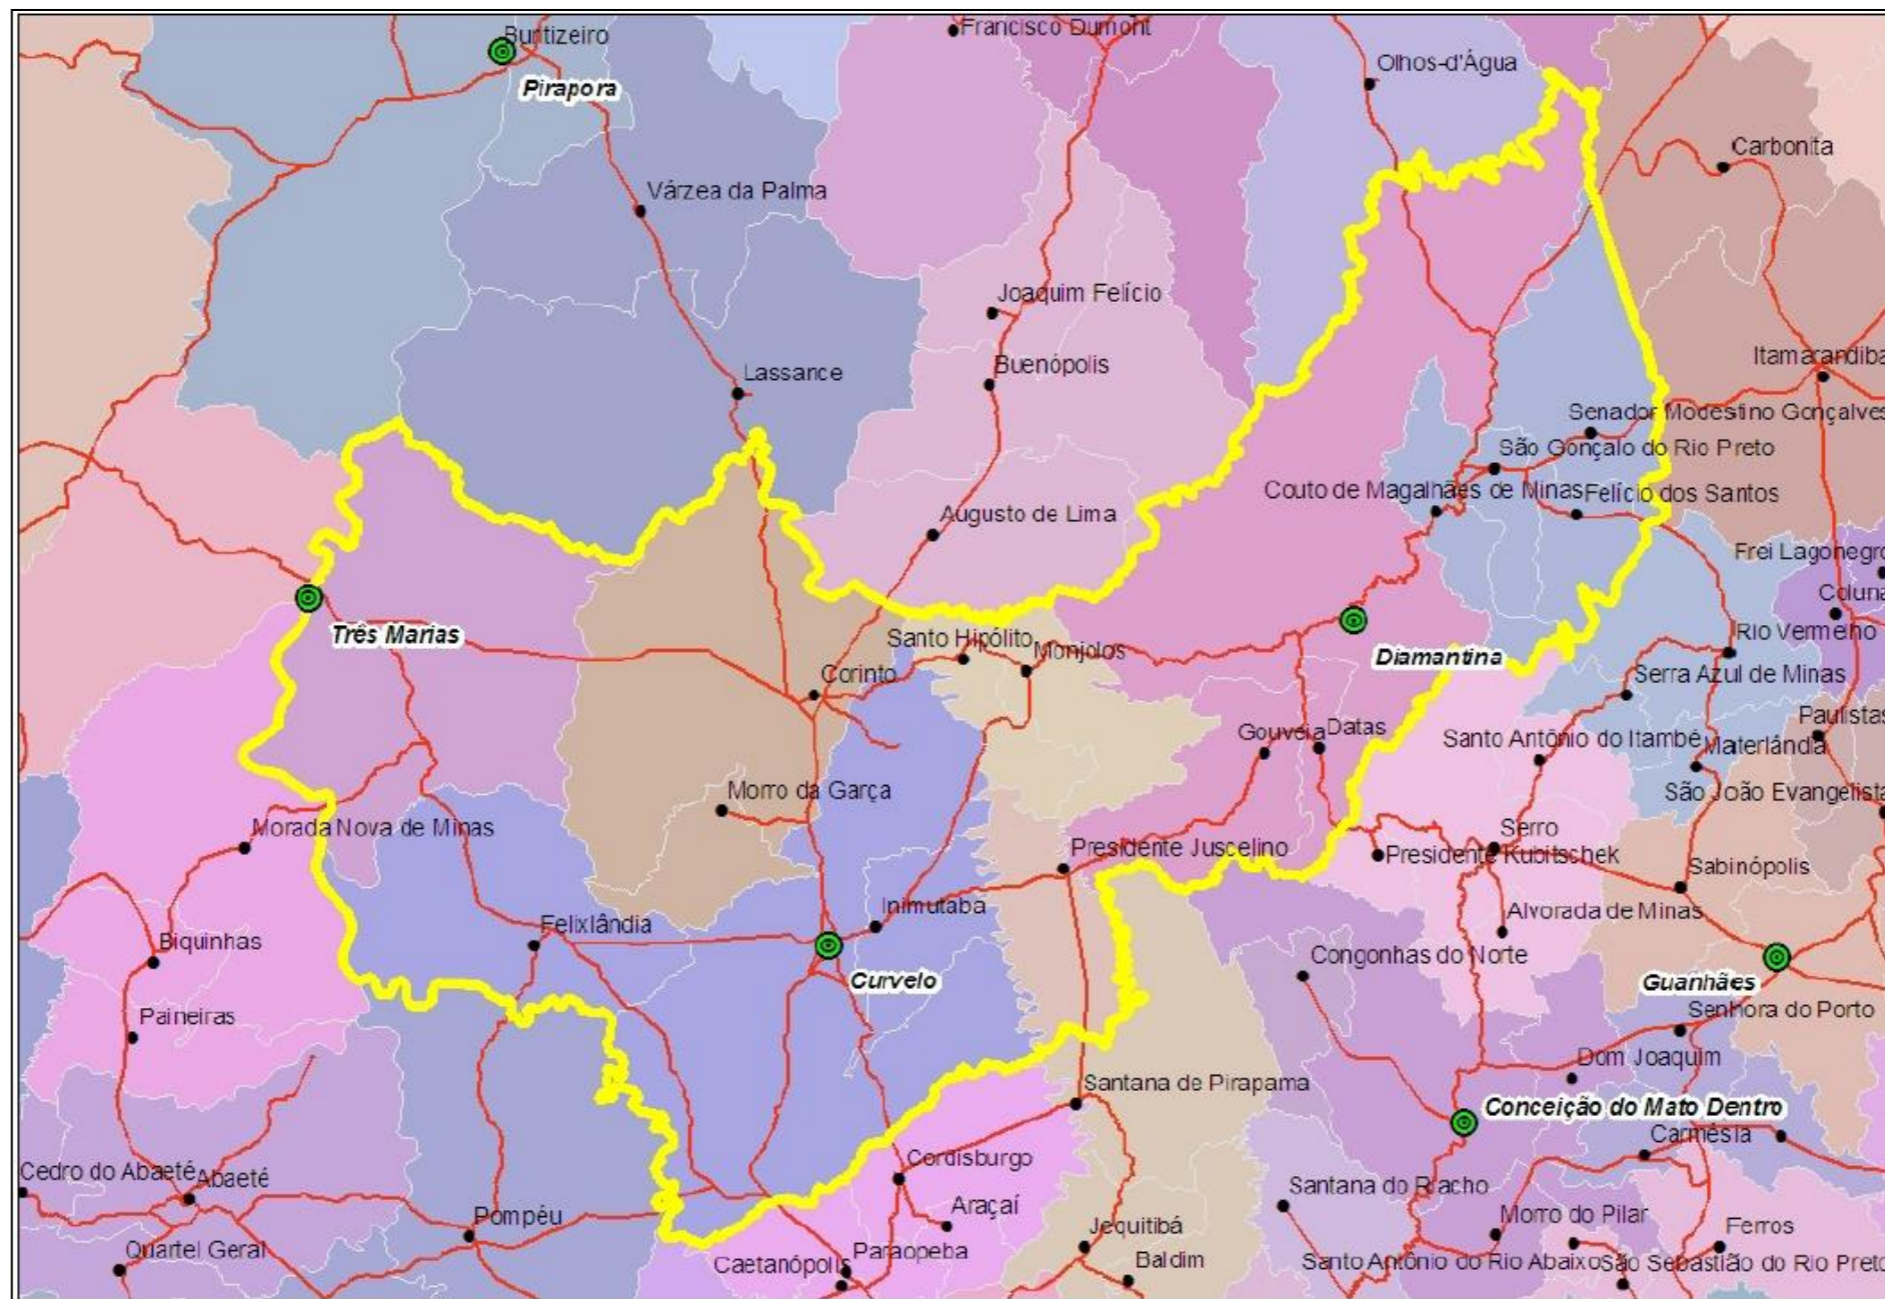 Francisco Dumont
Buritizeiro
Olhos-d'Água
Pirapora
Carbonita
Várzea da Palma
Joaquim Felício
Itamarandiba
Buenópolis
Lassance
Senador Modestino Gonçalves
São Gonçalo do Rio Preto
Couto de Magalhães de Minas
Felício dos Santos
Augusto de Lima
Frei Lagonegro
Coluna
Três Marias
Santo Hipólito
Monjolos
Rio Vermelho
Diamantina
Corinto
Serra Azul de Minas
Paulistas
Gouveia
Datas
Santo Antônio do Itambé
Materlândia
Morro da Garça
São João Evangelista
Morada Nova de Minas
Serro
Presidente Juscelino
Presidente Kubitschek
Sabinópolis
Inimutaba
Alvorada de Minas
Felixlândia
Biquinhas
Congonhas do Norte
Curvelo
Guanhães
Paineiras
Senhora do Porto
Dom Joaquim
Santana de Pirapama
Conceição do Mato Dentro
Carmésia
Cordisburgo
Cedro do Abaeté
Abaeté
Santana do Riacho
Araçaí
Pompéu
Morro do Pilar
Jequitibá
Ferros
Quartel Geral
Paraopeba
Caetanópolis
Baldim
Santo Antônio do Rio Abaixo
São Sebastião do Rio Preto